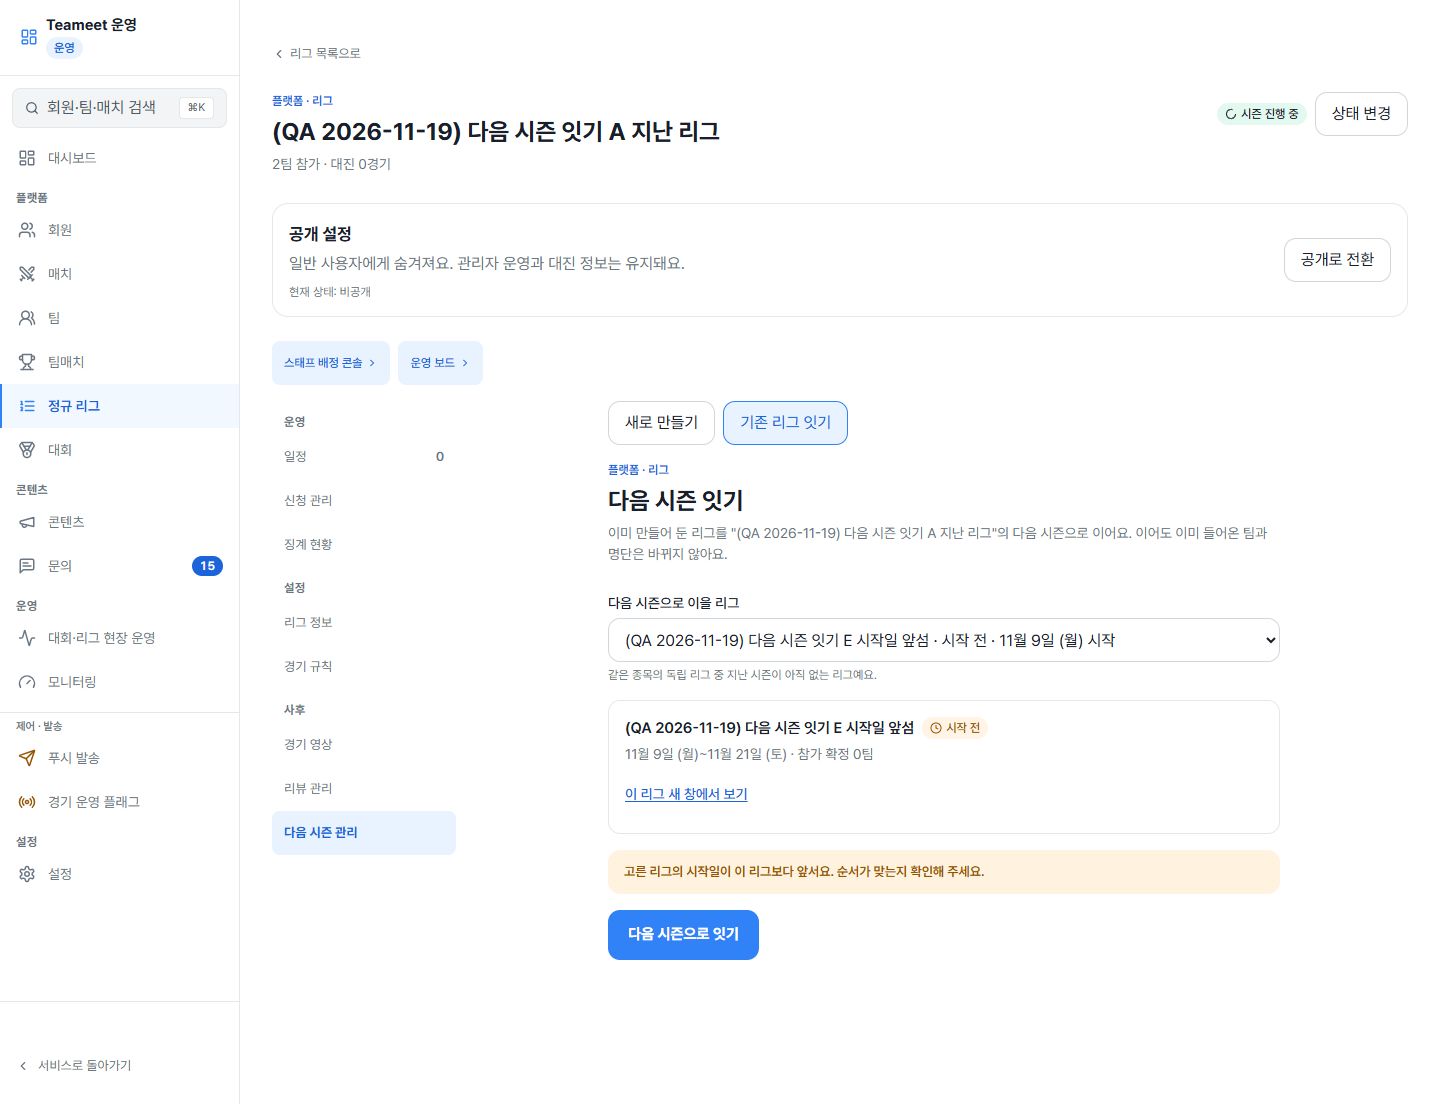 Teameet 운영
운영
회원·팀·매치 검색 ⌘K
대시보드
플랫폼
회원
매치
팀
팀매치
정규 리그
대회
콘텐츠
콘텐츠
문의 15
운영
대회·리그 현장 운영
모니터링
제어 · 발송
푸시 발송
경기 운영 플래그
설정
설정
서비스로 돌아가기
리그 목록으로
플랫폼 · 리그
(QA 2026-11-19) 다음 시즌 잇기 A 지난 리그
2팀 참가 · 대진 0경기
시즌 진행 중
상태 변경
공개 설정
일반 사용자에게 숨겨져요. 관리자 운영과 대진 정보는 유지돼요.
현재 상태: 비공개
공개로 전환
스태프 배정 콘솔
운영 보드
운영
일정 0
신청 관리
징계 현황
설정
리그 정보
경기 규칙
사후
경기 영상
리뷰 관리
다음 시즌 관리
새로 만들기
기존 리그 잇기
플랫폼 · 리그
다음 시즌 잇기
이미 만들어 둔 리그를 "(QA 2026-11-19) 다음 시즌 잇기 A 지난 리그"의 다음 시즌으로 이어요. 이어도 이미 들어온 팀과
명단은 바뀌지 않아요.
다음 시즌으로 이을 리그
(QA 2026-11-19) 다음 시즌 잇기 E 시작일 앞섬 · 시작 전 · 11월 9일 (월) 시작
같은 종목의 독립 리그 중 지난 시즌이 아직 없는 리그예요.
(QA 2026-11-19) 다음 시즌 잇기 E 시작일 앞섬 시작 전
11월 9일 (월)~11월 21일 (토) · 참가 확정 0팀
이 리그 새 창에서 보기
고른 리그의 시작일이 이 리그보다 앞서요. 순서가 맞는지 확인해 주세요.
다음 시즌으로 잇기